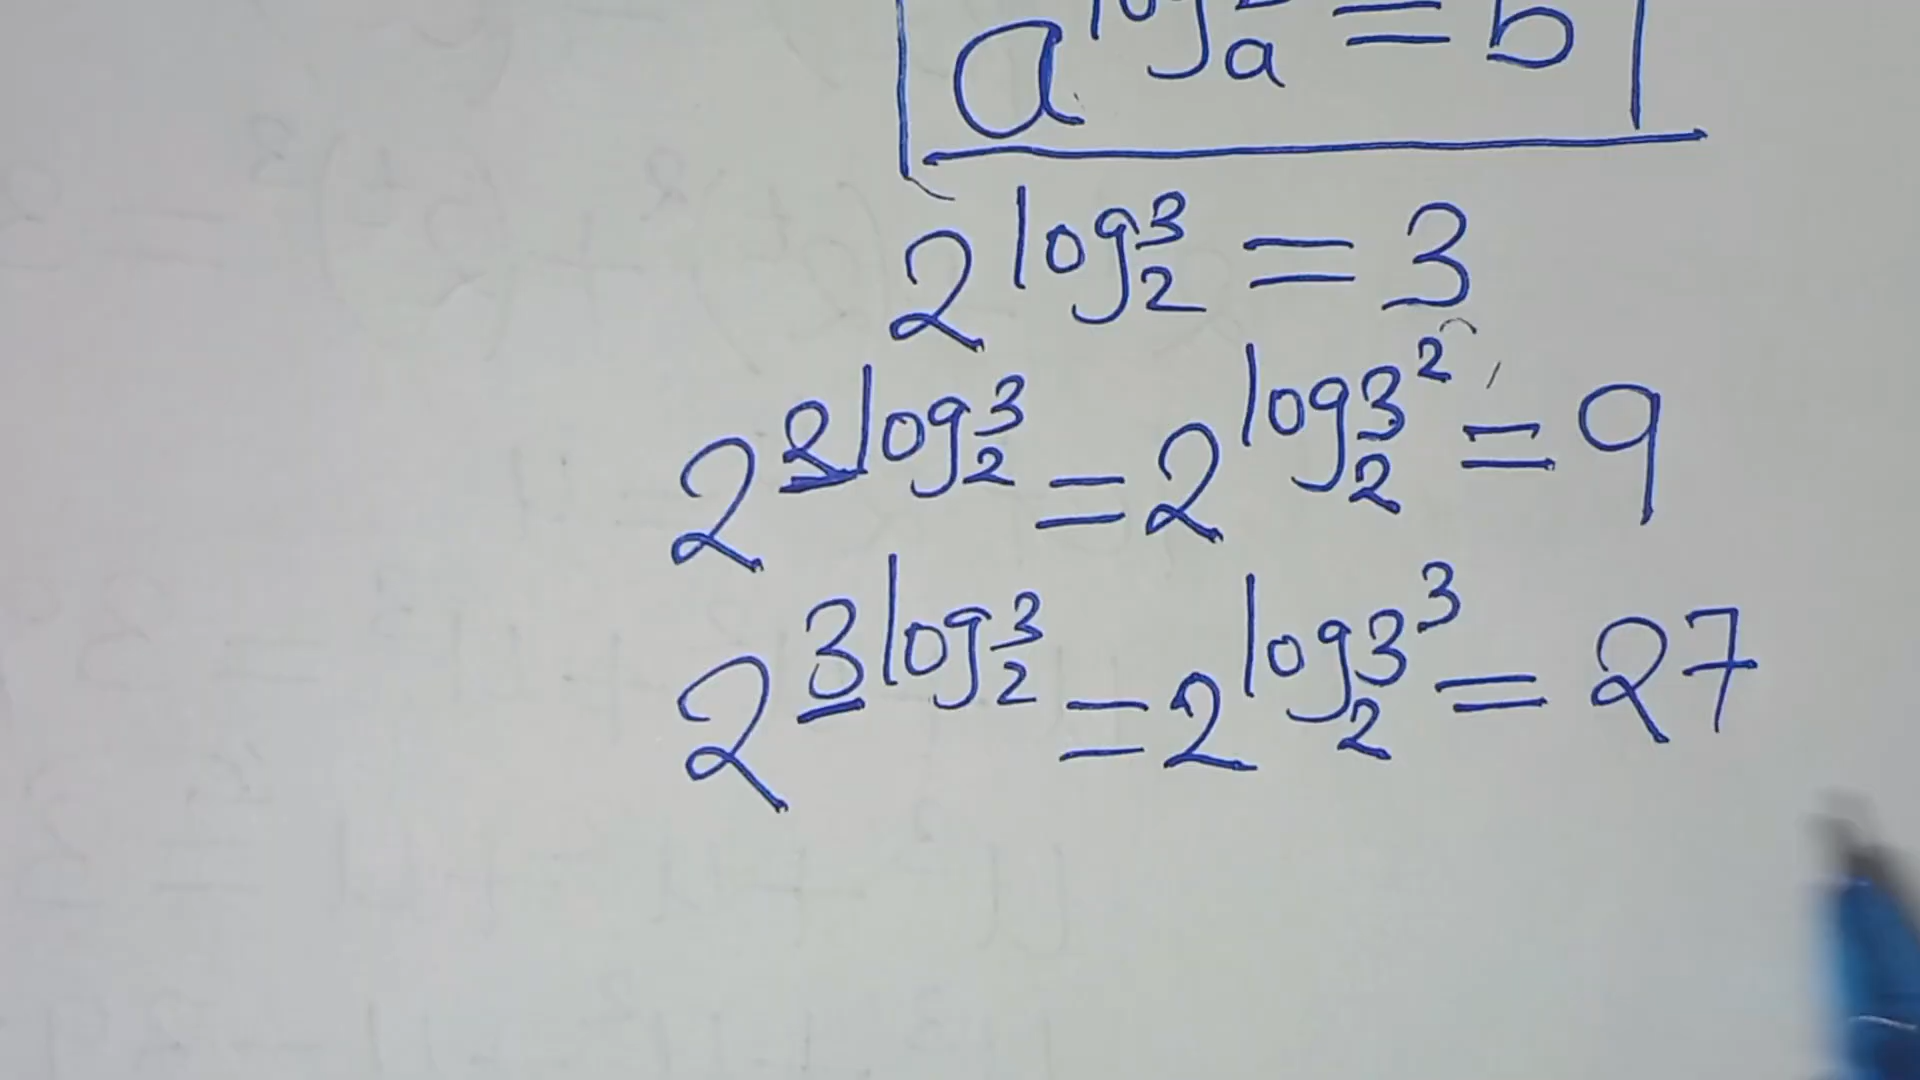 a^log_a^b = b
2^log_2^3 = 3
2^2log_2^3 = 2^log_2 3^2 = 9
2^3log_2^3 = 2^log_2 3^3 = 27